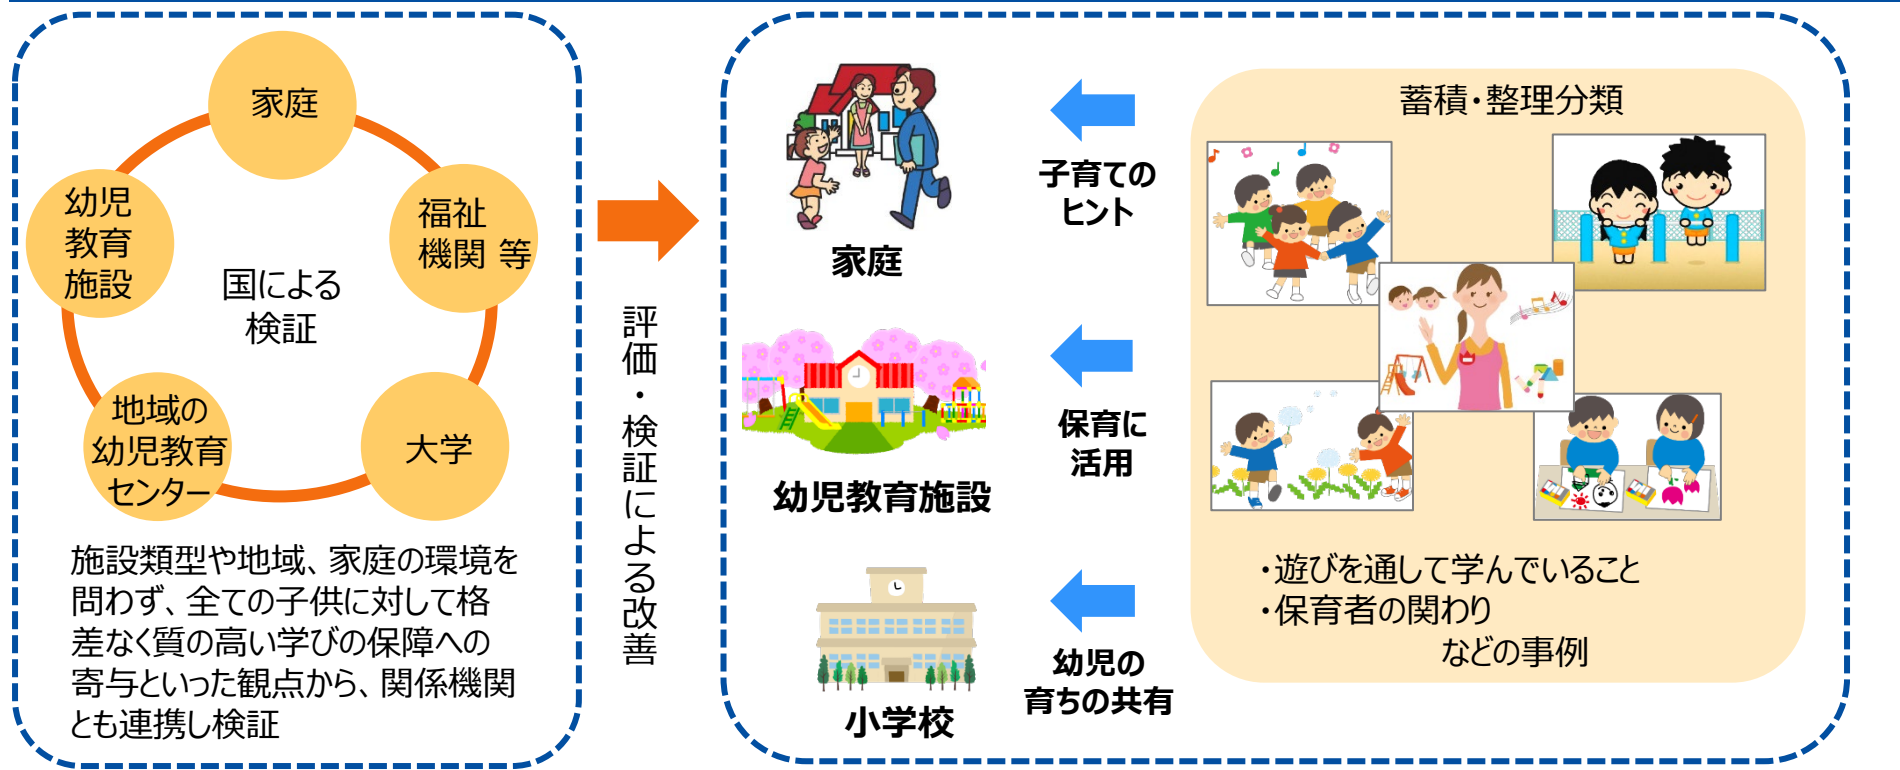 家庭
幼児
教育
施設
福祉
機関 等
国による
検証
地域の
幼児教育
センター
大学
施設類型や地域、家庭の環境を
問わず、全ての子供に対して格
差なく質の高い学びの保障への
寄与といった観点から、関係機関
とも連携し検証
評価・検証による改善
家庭
子育ての
ヒント
幼児教育施設
保育に
活用
小学校
幼児の
育ちの共有
蓄積・整理分類
・遊びを通して学んでいること
・保育者の関わり
などの事例